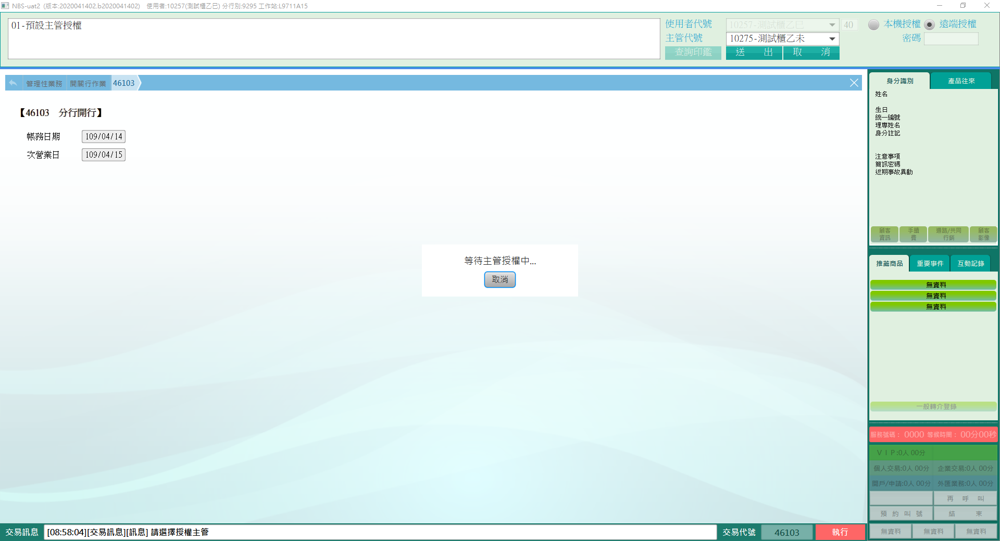 NBS-uat2 (版本:2020041402.b2020041402) 使用者:10257(測試櫃乙巳) 分行別:9295 工作站:L9711A15
01-預設主管授權
使用者代號 10257-測試櫃乙巳 40 本機授權 遠端授權
主管代號 10275-測試櫃乙未 密碼
查詢印鑑 送 出 取 消
管理性業務 開關行作業 46103
【46103 分行開行】
帳務日期 109/04/14
次營業日 109/04/15
等待主管授權中...
取消
身分識別 產品往來
姓名
生日
統一編號
理專姓名
身分註記
注意事項
簡訊密碼
近期事故異動
顧客資訊 手續費 通路/共同行銷 顧客影像
推薦商品 重要事件 互動記錄
無資料
無資料
無資料
一般轉介登錄
服務號碼： 0000 等候時間： 00分00秒
ＶＩＰ:0人 00分
個人交易:0人 00分 企業交易:0人 00分
開戶/申請:0人 00分 外匯業務:0人 00分
再 呼 叫
預 約 叫 號 結 束
無資料 無資料 無資料
交易訊息 [08:58:04][交易訊息][訊息] 請選擇授權主管 交易代號 46103 執行